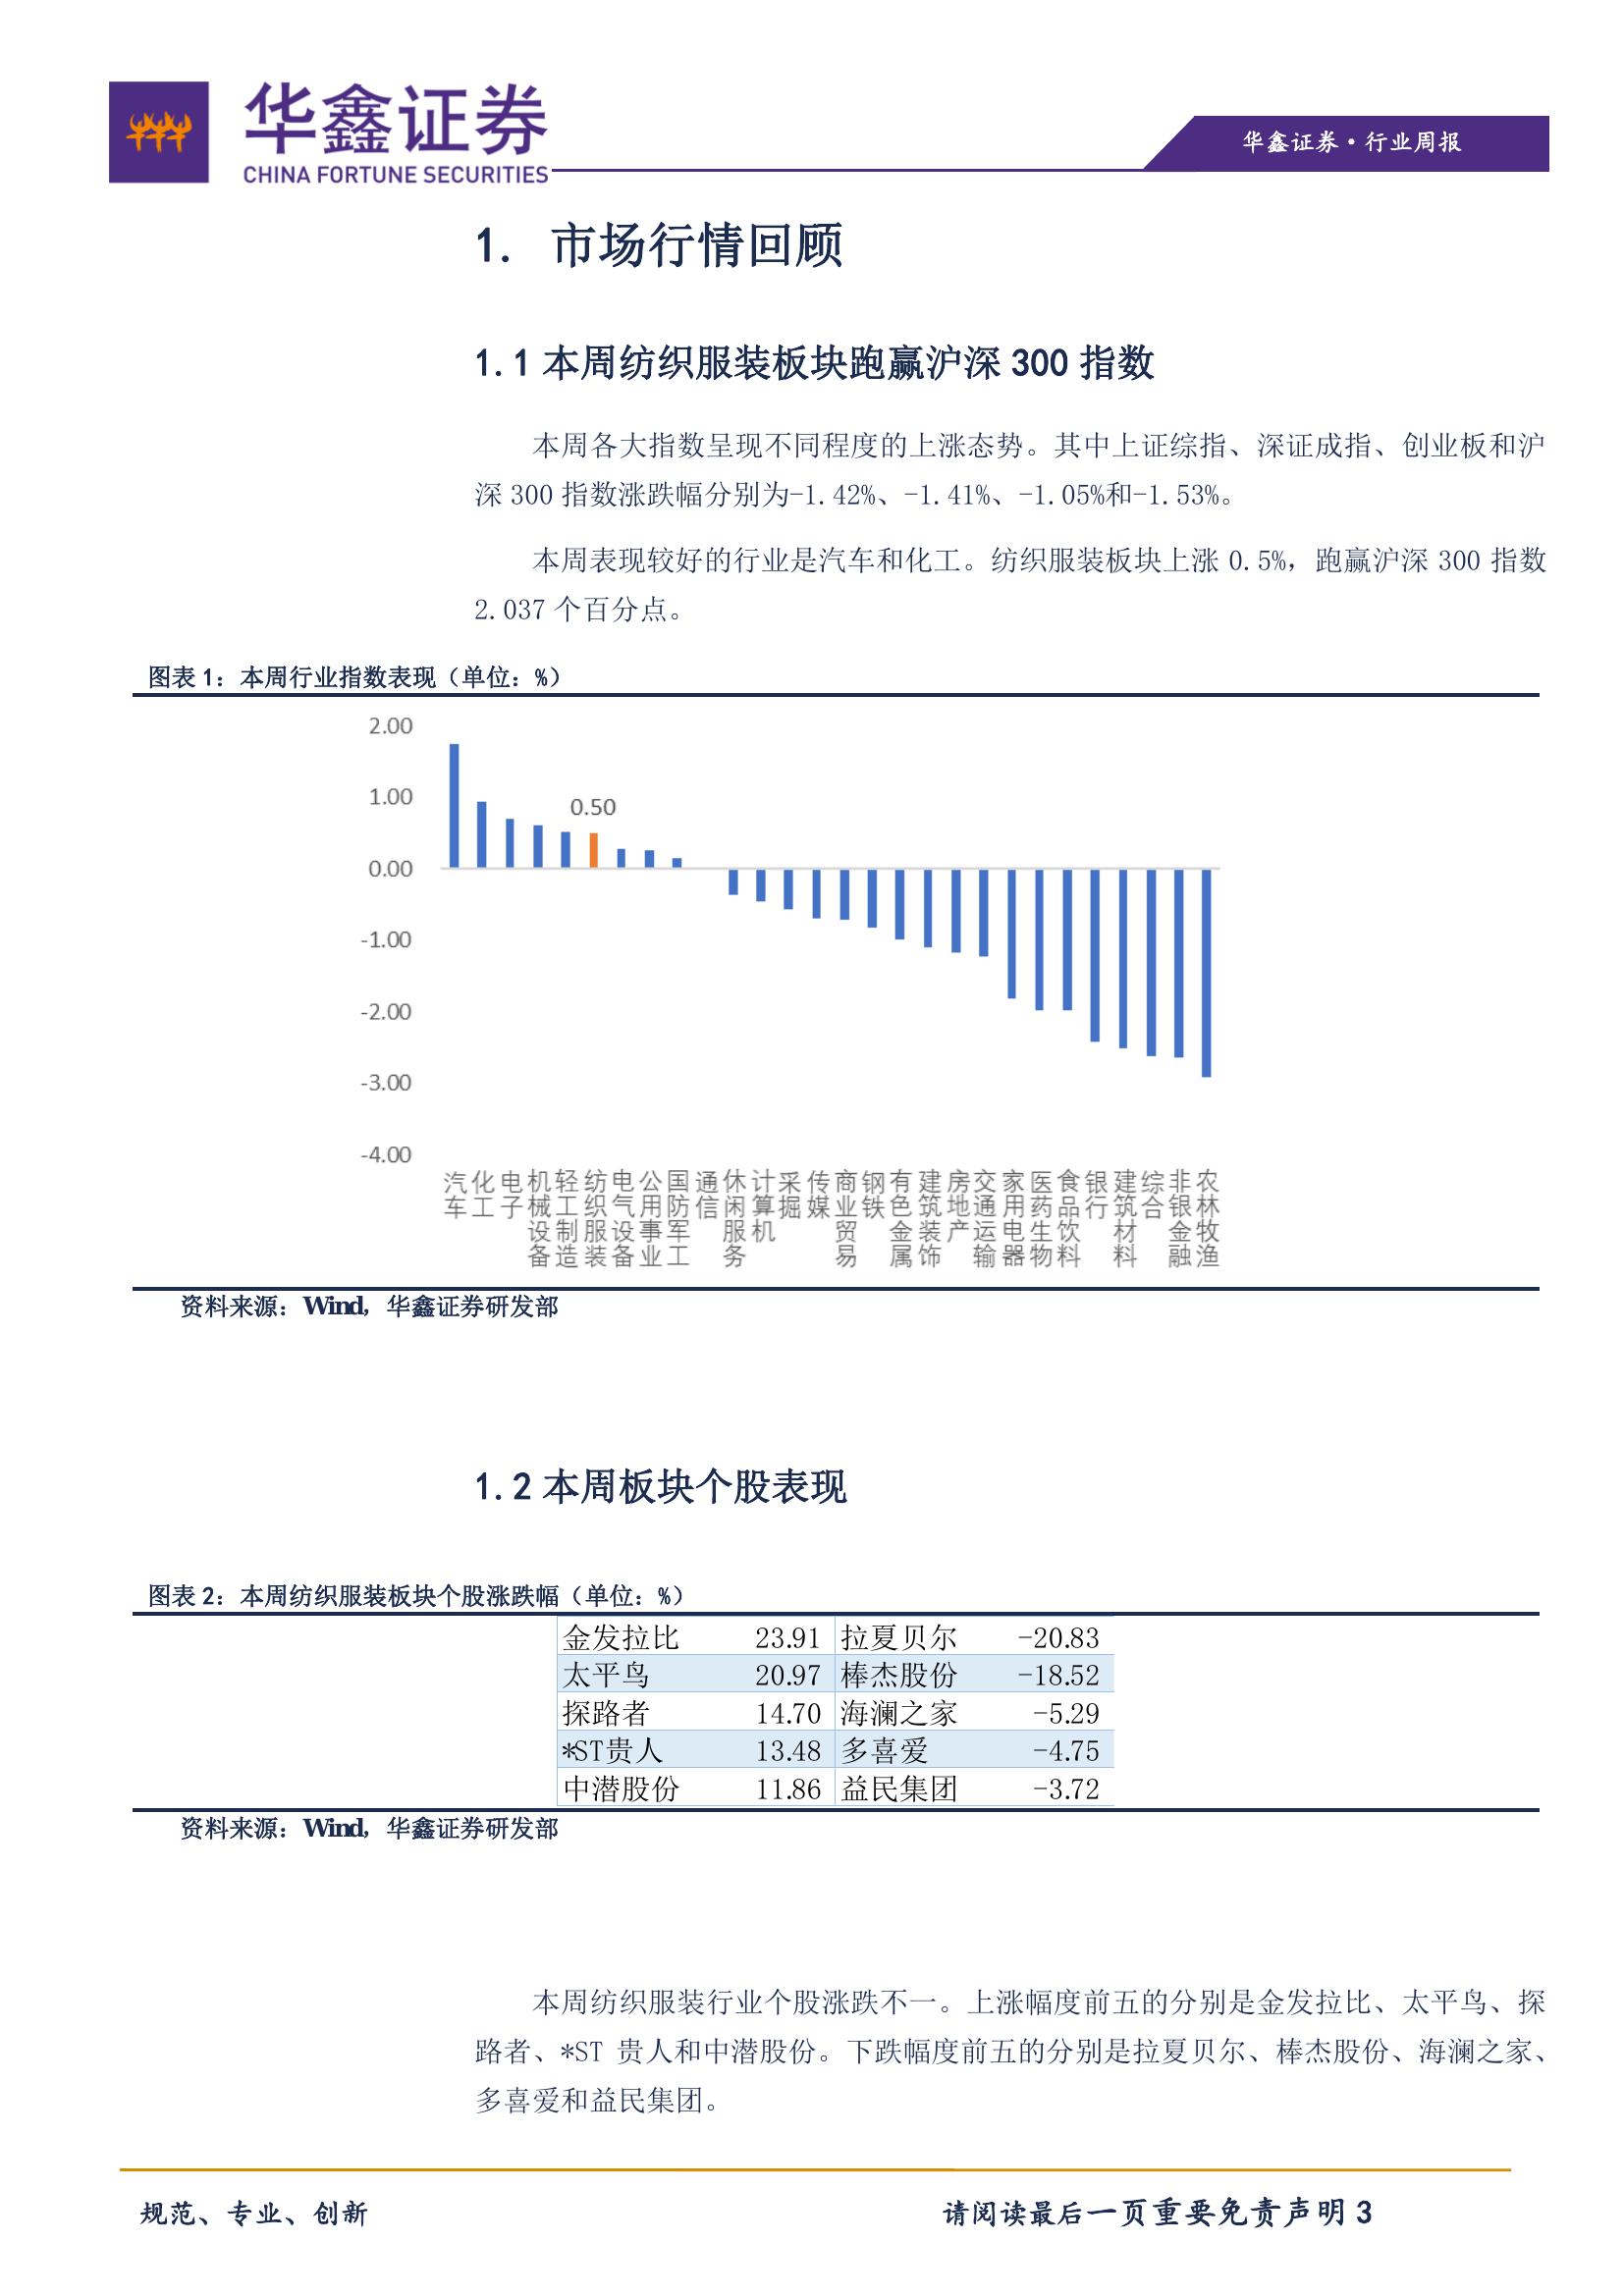 华鑫证券
CHINA FORTUNE SECURITIES
华鑫证券·行业周报
1. 市场行情回顾
1.1 本周纺织服装板块跑赢沪深 300 指数
本周各大指数呈现不同程度的上涨态势。其中上证综指、深证成指、创业板和沪
深 300 指数涨跌幅分别为-1.42%、-1.41%、-1.05%和-1.53%。
本周表现较好的行业是汽车和化工。纺织服装板块上涨 0.5%，跑赢沪深 300 指数
2.037 个百分点。
图表 1：本周行业指数表现（单位：%）
2.00
1.00
0.50
0.00
-1.00
-2.00
-3.00
-4.00
汽车 化工 电子 机械设备 轻工制造 纺织服装 电气设备 公用事业 国防军工 通信 休闲服务 计算机 采掘 传媒 商业贸易 钢铁 有色金属 建筑装饰 房地产 交通运输 家用电器 医药生物 食品饮料 银行 建筑材料 综合 非银金融 农林牧渔
资料来源：Wind，华鑫证券研发部
1.2 本周板块个股表现
图表 2：本周纺织服装板块个股涨跌幅（单位：%）
金发拉比 23.91 拉夏贝尔 -20.83
太平鸟 20.97 棒杰股份 -18.52
探路者 14.70 海澜之家 -5.29
*ST贵人 13.48 多喜爱 -4.75
中潜股份 11.86 益民集团 -3.72
资料来源：Wind，华鑫证券研发部
本周纺织服装行业个股涨跌不一。上涨幅度前五的分别是金发拉比、太平鸟、探
路者、*ST 贵人和中潜股份。下跌幅度前五的分别是拉夏贝尔、棒杰股份、海澜之家、
多喜爱和益民集团。
规范、专业、创新
请阅读最后一页重要免责声明 3